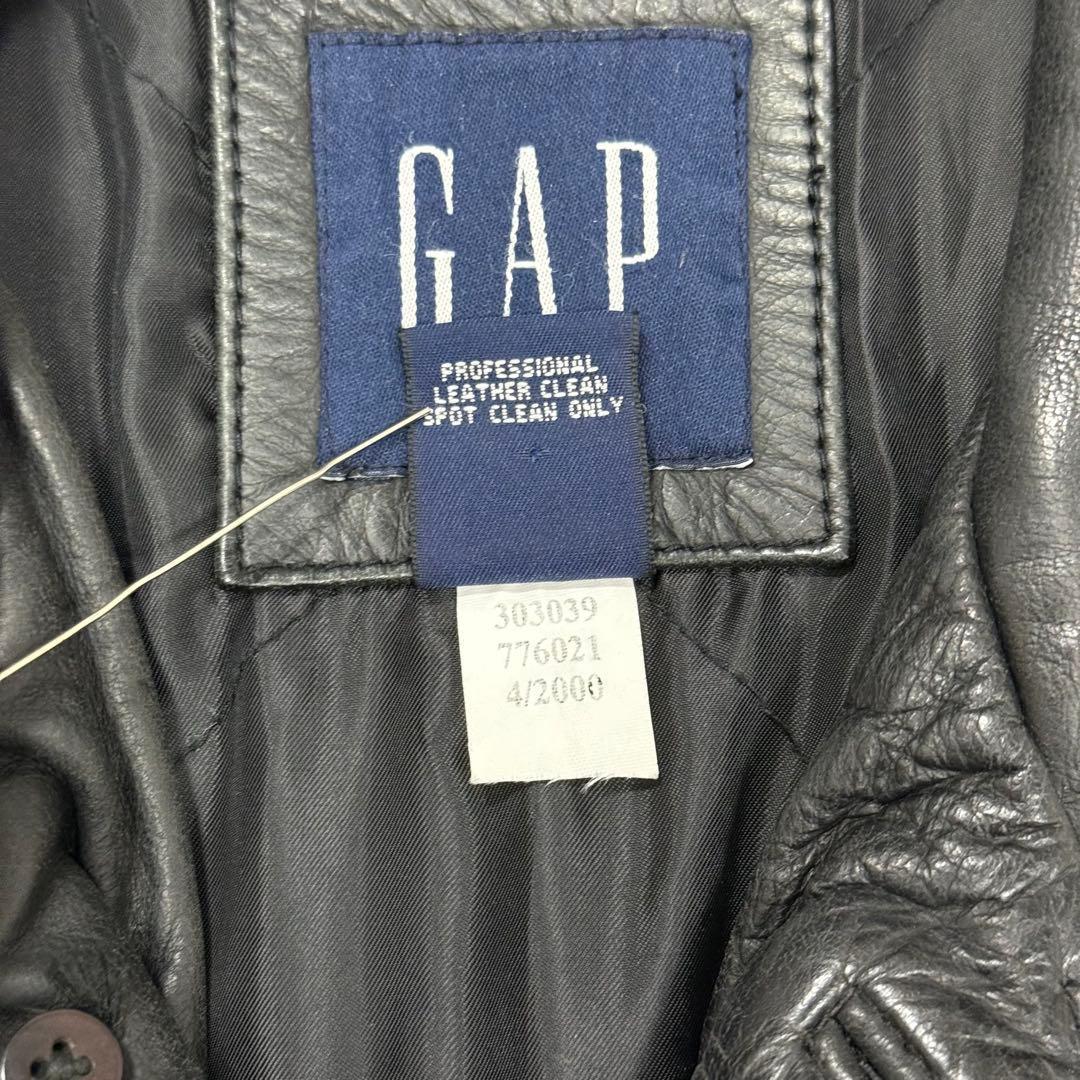 GAP
PROFESSIONAL
LEATHER CLEAN
SPOT CLEAN ONLY
303039
776021
4/2000